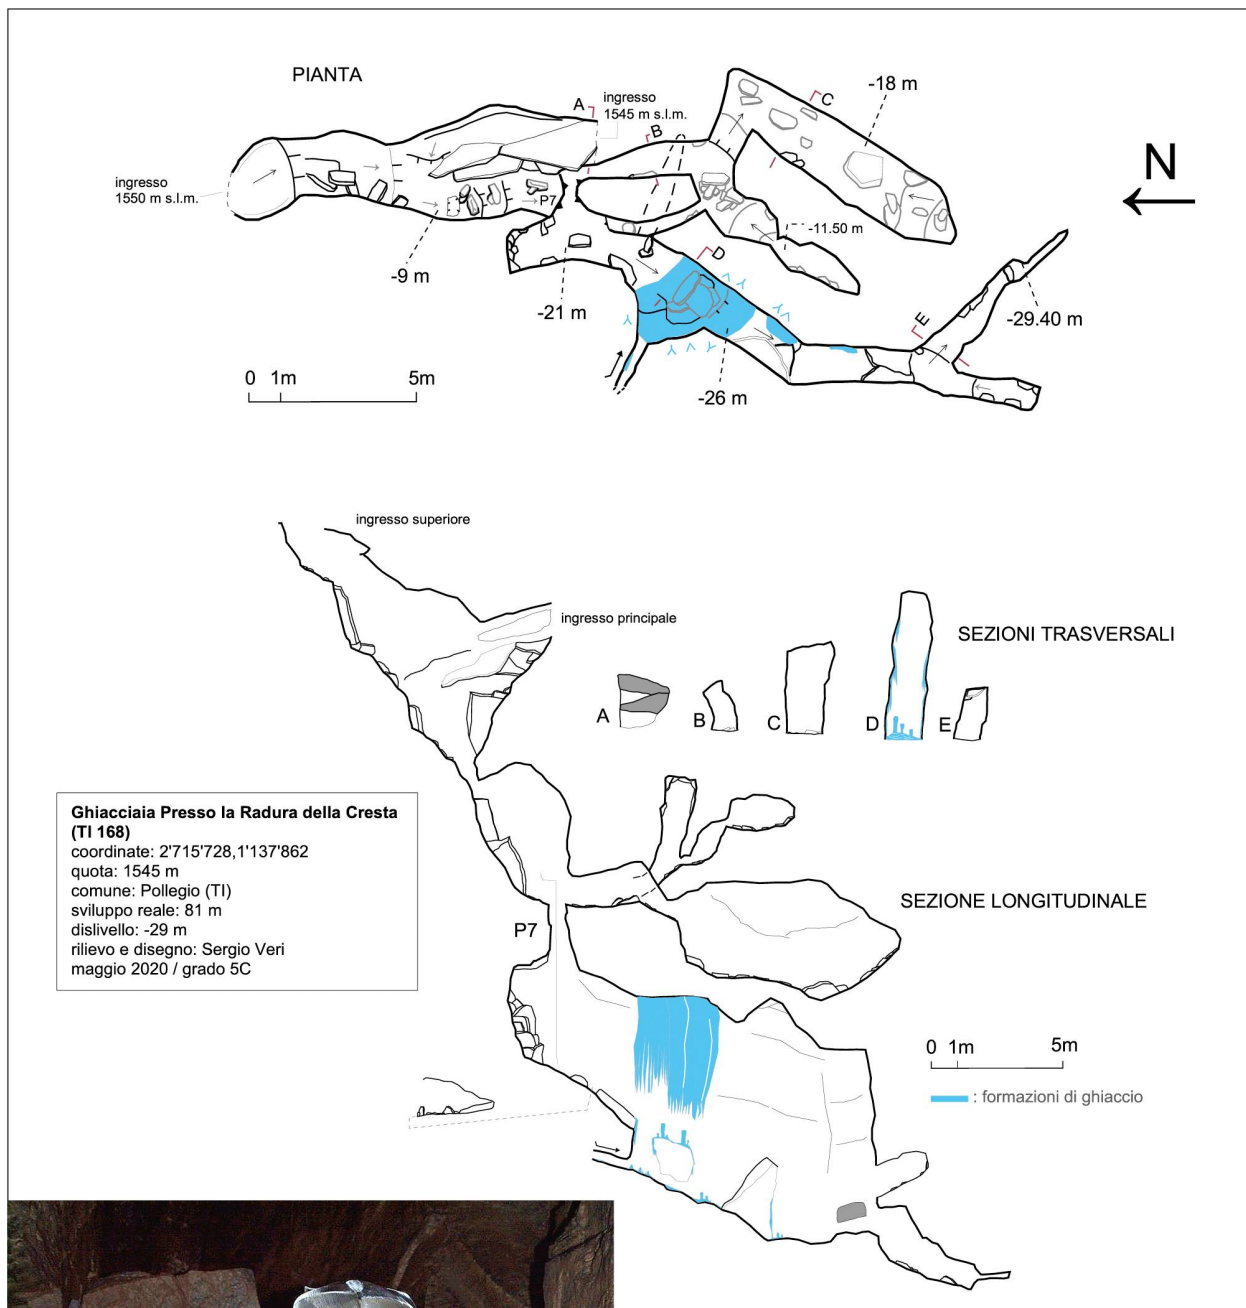 PIANTA
A
ingresso
1545 m s.l.m.
B
C
-18 m
N
ingresso
1550 m s.l.m.
P7
-11.50 m
D
-9 m
-21 m
E
-29.40 m
-26 m
0 1m 5m
ingresso superiore
ingresso principale
SEZIONI TRASVERSALI
A B C D E
Ghiacciaia Presso la Radura della Cresta
(TI 168)
coordinate: 2'715'728,1'137'862
quota: 1545 m
comune: Pollegio (TI)
sviluppo reale: 81 m
dislivello: -29 m
rilievo e disegno: Sergio Veri
maggio 2020 / grado 5C
SEZIONE LONGITUDINALE
P7
0 1m 5m
: formazioni di ghiaccio